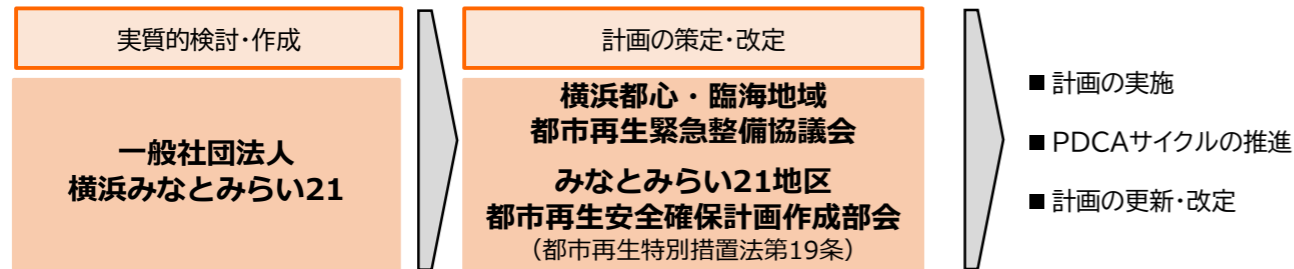 実質的検討・作成
一般社団法人
横浜みなとみらい21
計画の策定・改定
横浜都心・臨海地域
都市再生緊急整備協議会
みなとみらい21地区
都市再生安全確保計画作成部会
（都市再生特別措置法第19条）
■ 計画の実施
■ PDCAサイクルの推進
■ 計画の更新・改定